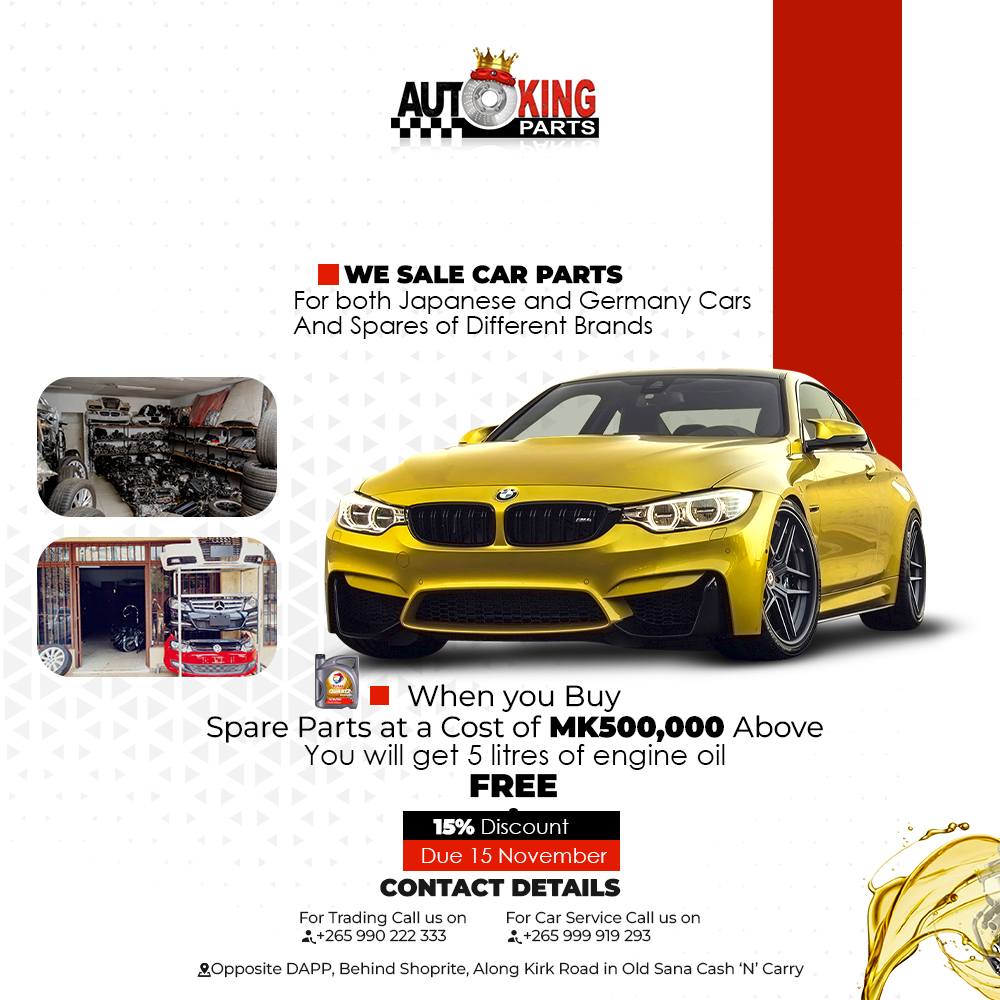 AUTO KING
PARTS
WE SALE CAR PARTS
For both Japanese and Germany Cars
And Spares of Different Brands
M4
When you Buy
Spare Parts at a Cost of MK500,000 Above
You will get 5 litres of engine oil
FREE
15% Discount
Due 15 November
CONTACT DETAILS
For Trading Call us on
+265 990 222 333
For Car Service Call us on
+265 999 919 293
Opposite DAPP, Behind Shoprite, Along Kirk Road in Old Sana Cash ‘N’ Carry